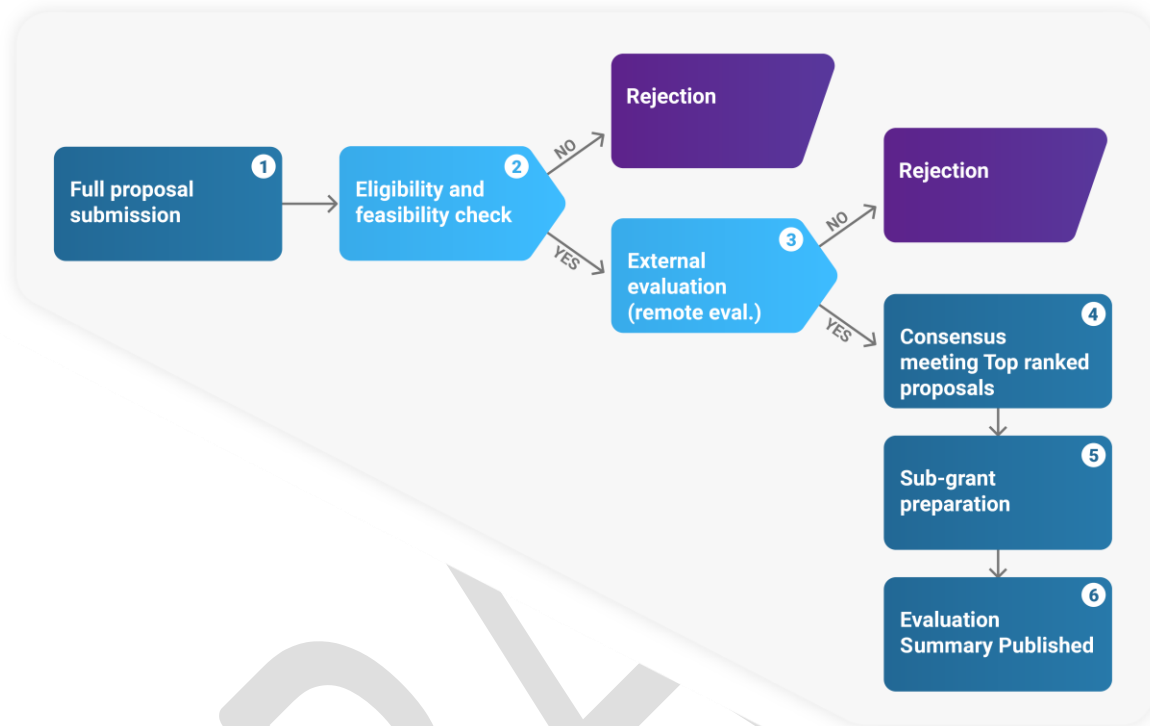 1
Full proposal
submission
2
Eligibility and
feasibility check
NO
Rejection
YES
3
External
evaluation
(remote eval.)
NO
Rejection
YES
4
Consensus
meeting Top ranked
proposals
5
Sub-grant
preparation
6
Evaluation
Summary Published